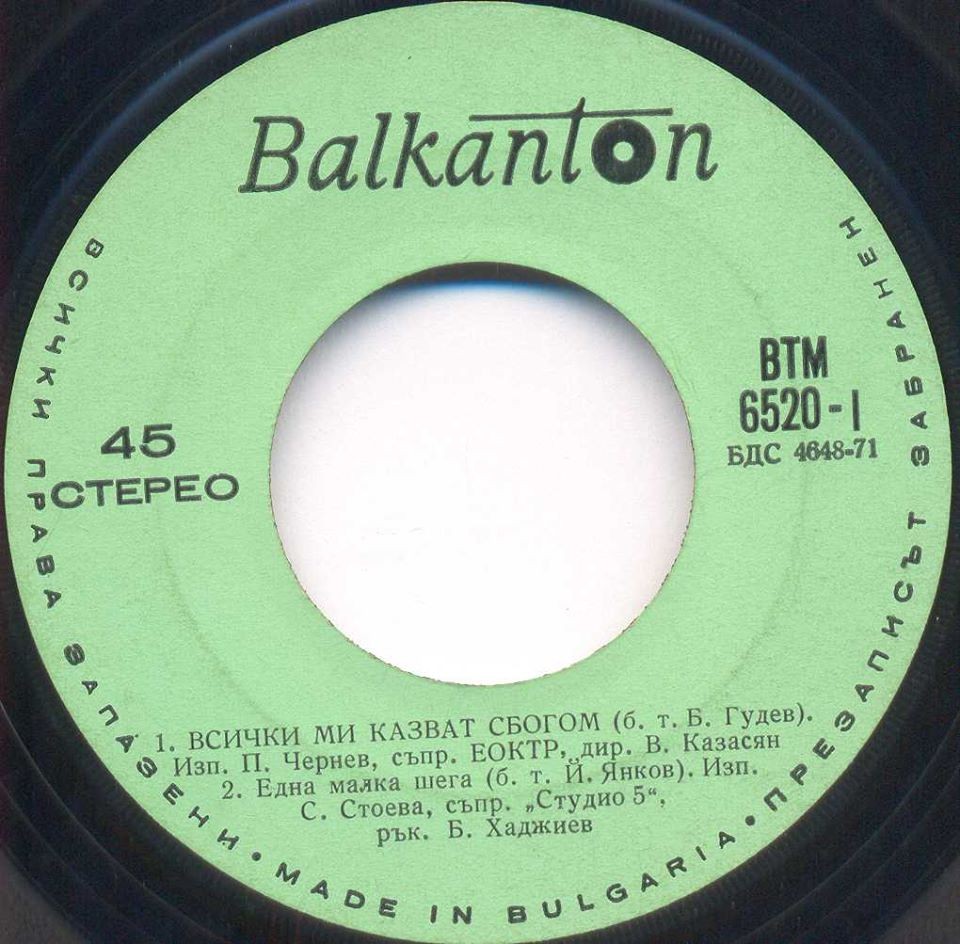 Balkanton
45
СТЕРЕО
ВТМ
6520-1
БДС 4648-71
1. ВСИЧКИ МИ КАЗВАТ СБОГОМ (б. т. Б. Гудев).
Изп. П. Чернев, съпр. ЕОКТР, дир. В. Казасян
2. Една малка шега (б. т. Й. Янков). Изп.
С. Стоева, съпр. „Студио 5“,
рък. Б. Хаджиев
ВСИЧКИ ПРАВА ЗАПАЗЕНИ • MADE IN BULGARIA • ПРЕЗАПИСЪТ ЗАБРАНЕН